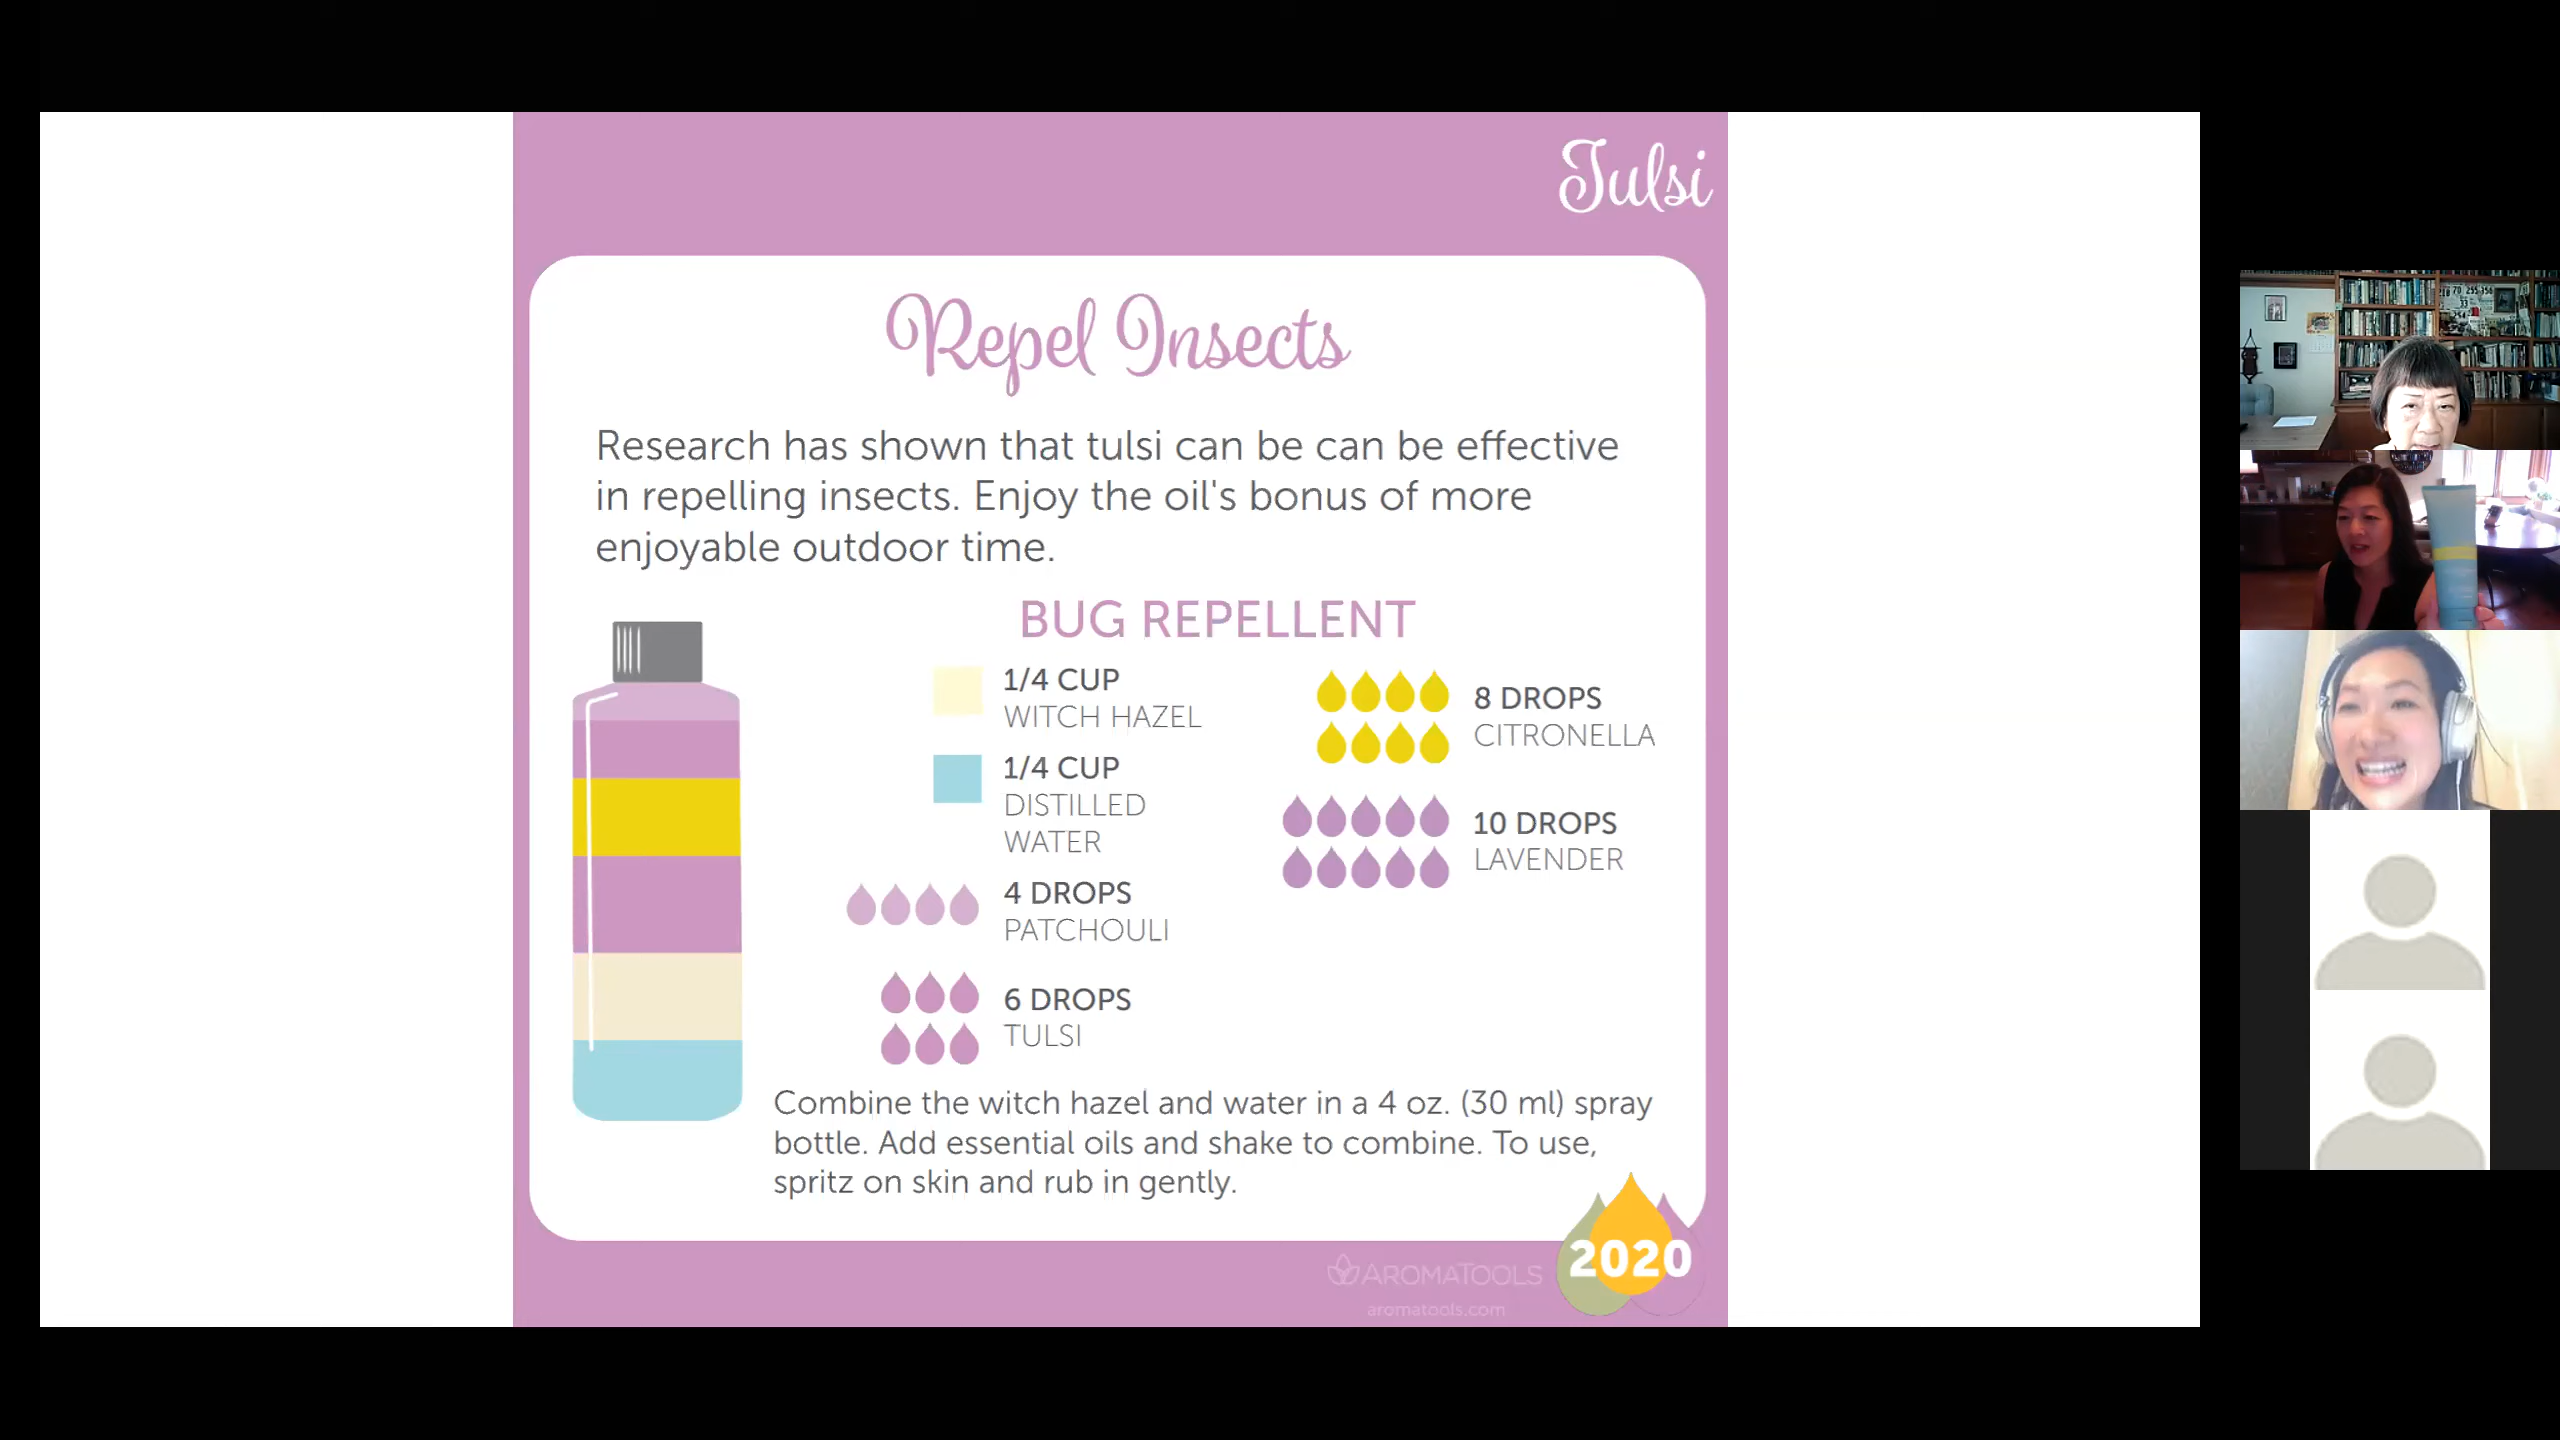 Tulsi
Repel Insects
Research has shown that tulsi can be can be effective
in repelling insects. Enjoy the oil's bonus of more
enjoyable outdoor time.
BUG REPELLENT
1/4 CUP
WITCH HAZEL
1/4 CUP
DISTILLED
WATER
4 DROPS
PATCHOULI
6 DROPS
TULSI
8 DROPS
CITRONELLA
10 DROPS
LAVENDER
Combine the witch hazel and water in a 4 oz. (30 ml) spray
bottle. Add essential oils and shake to combine. To use,
spritz on skin and rub in gently.
AROMATOOLS
aromatools.com
2020